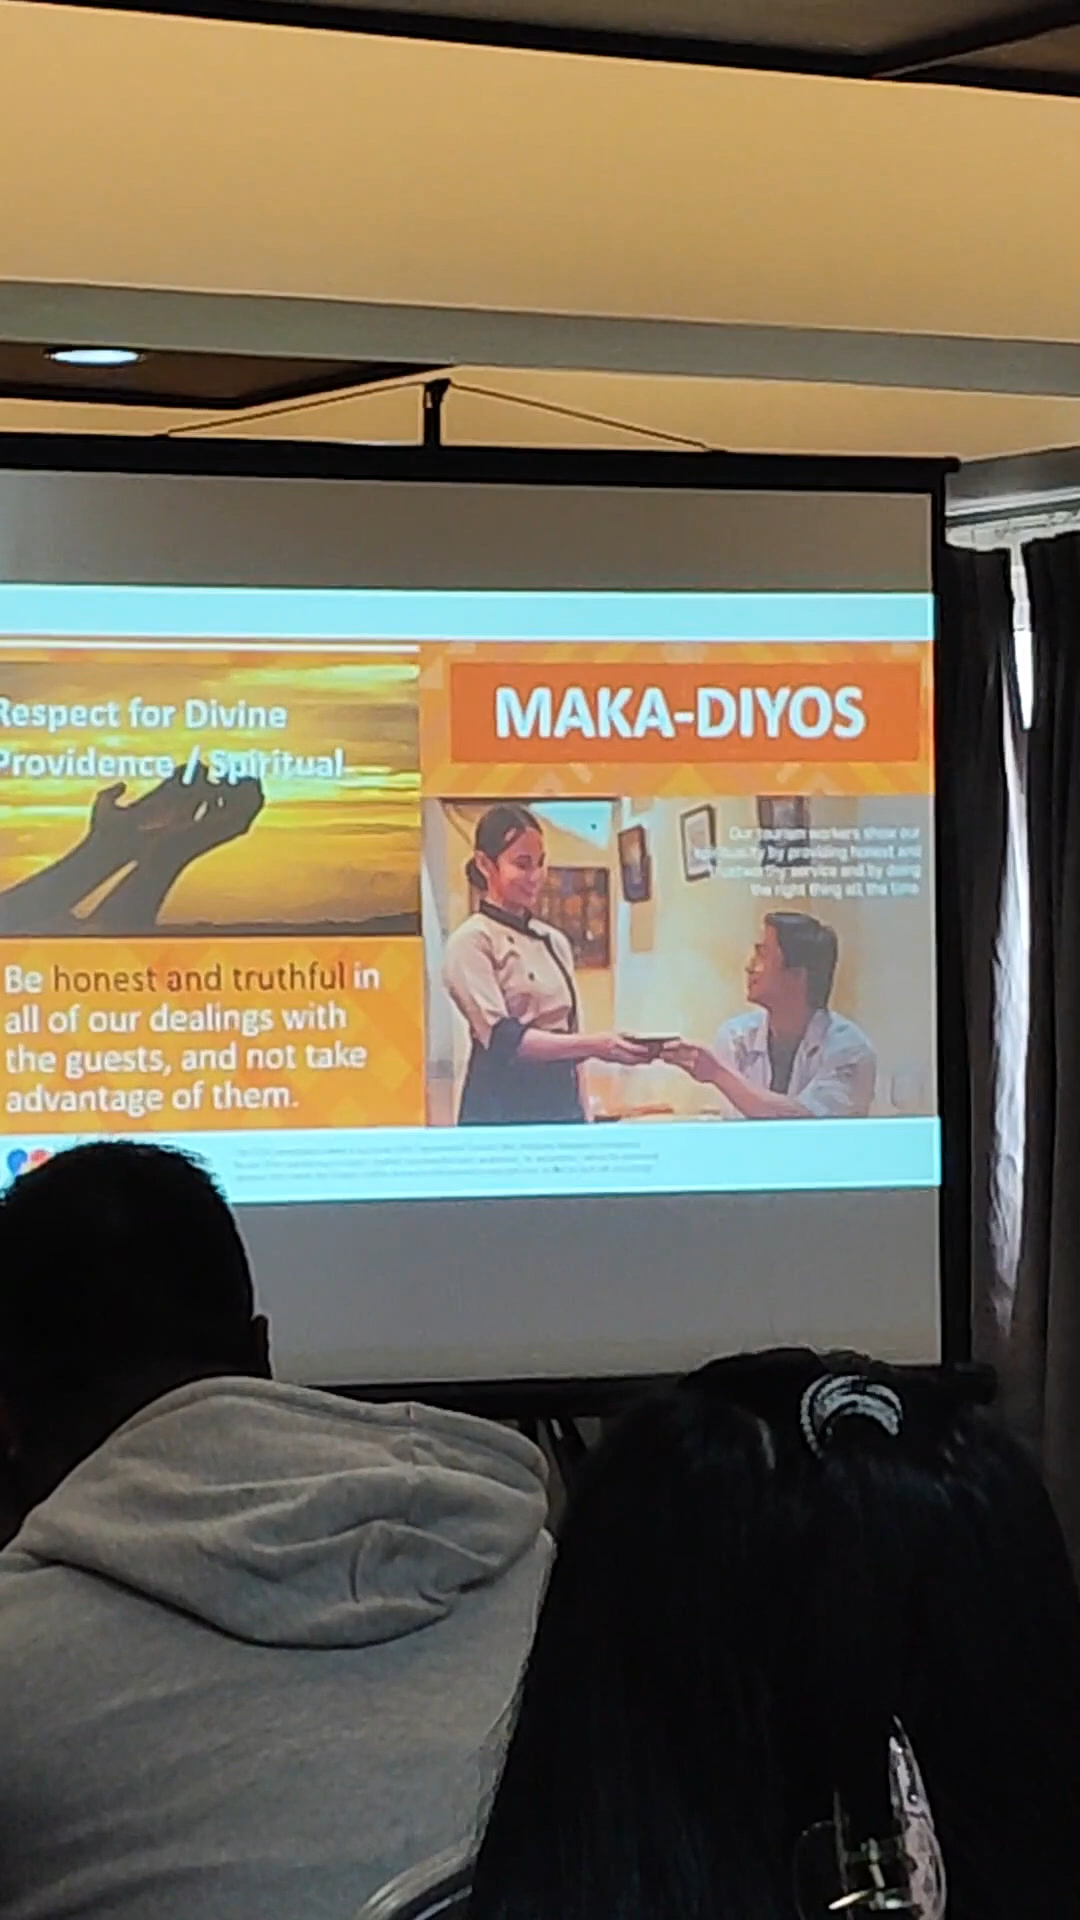 Respect for Divine
Providence / Spiritual
Be honest and truthful in
all of our dealings with
the guests, and not take
advantage of them.
MAKA-DIYOS
Our tourism workers show our
spirituality by providing honest and
trustworthy service and by doing
the right thing all the time